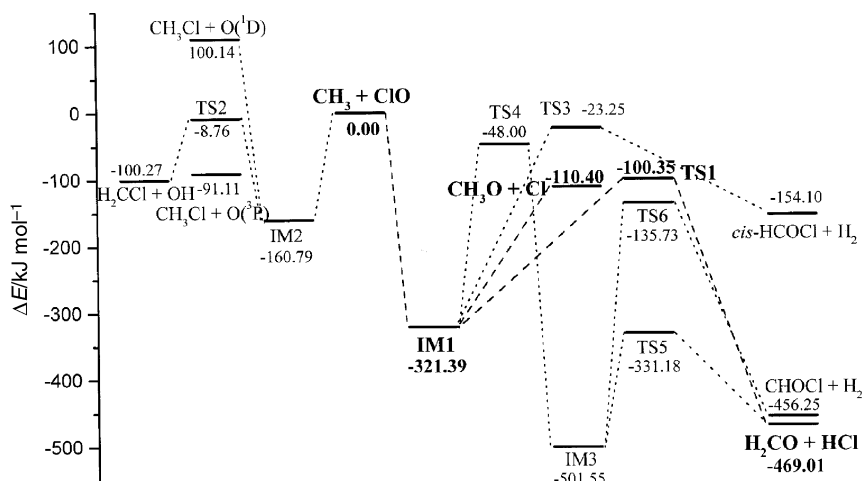 ΔE/kJ mol⁻¹
100
0
-100
-200
-300
-400
-500
CH₃Cl + O(¹D)
100.14
TS2
-8.76
-100.27
H₂CCl + OH
-91.11
CH₃Cl + O(³P)
IM2
-160.79
CH₃ + ClO
0.00
IM1
-321.39
TS4
-48.00
TS3
-23.25
-110.40
CH₃O + Cl
-100.35
TS1
TS6
-135.73
-154.10
cis-HCOCl + H₂
TS5
-331.18
IM3
-501.55
CHOCl + H₂
-456.25
H₂CO + HCl
-469.01